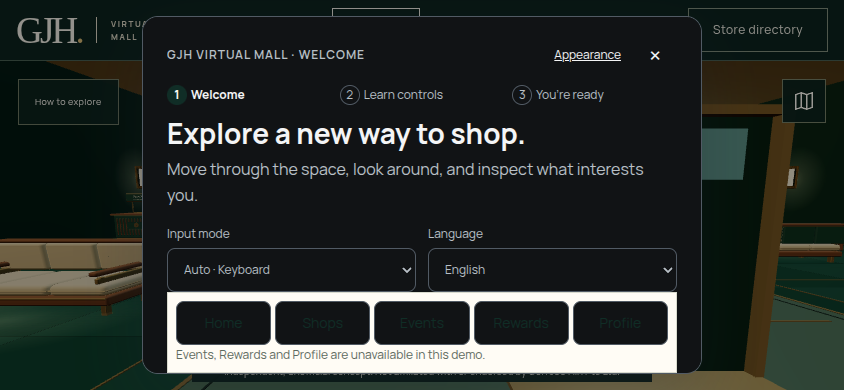 GJH.
VIRTUA
MALL
Store directory
How to explore
GJH VIRTUAL MALL · WELCOME
Appearance
1 Welcome
2 Learn controls
3 You're ready
Explore a new way to shop.
Move through the space, look around, and inspect what interests
you.
Input mode
Language
Auto · Keyboard
English
Home
Shops
Events
Rewards
Profile
Events, Rewards and Profile are unavailable in this demo.